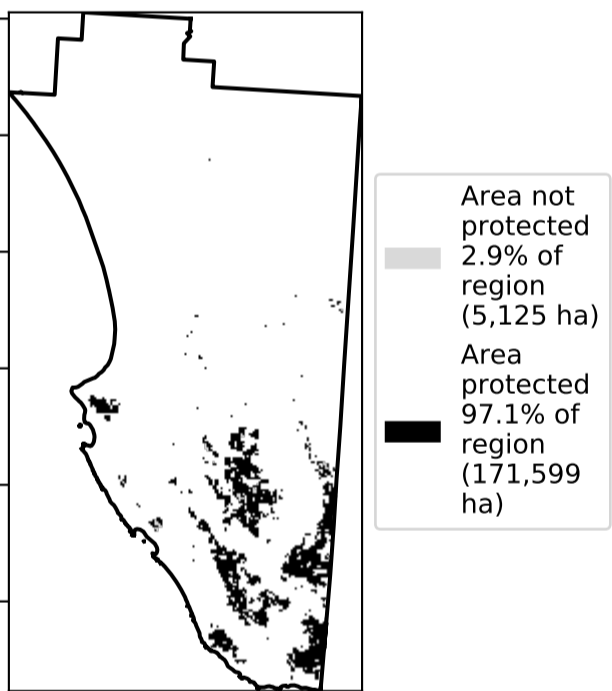 Area not
protected
2.9% of
region
(5,125 ha)
Area
protected
97.1% of
region
(171,599
ha)